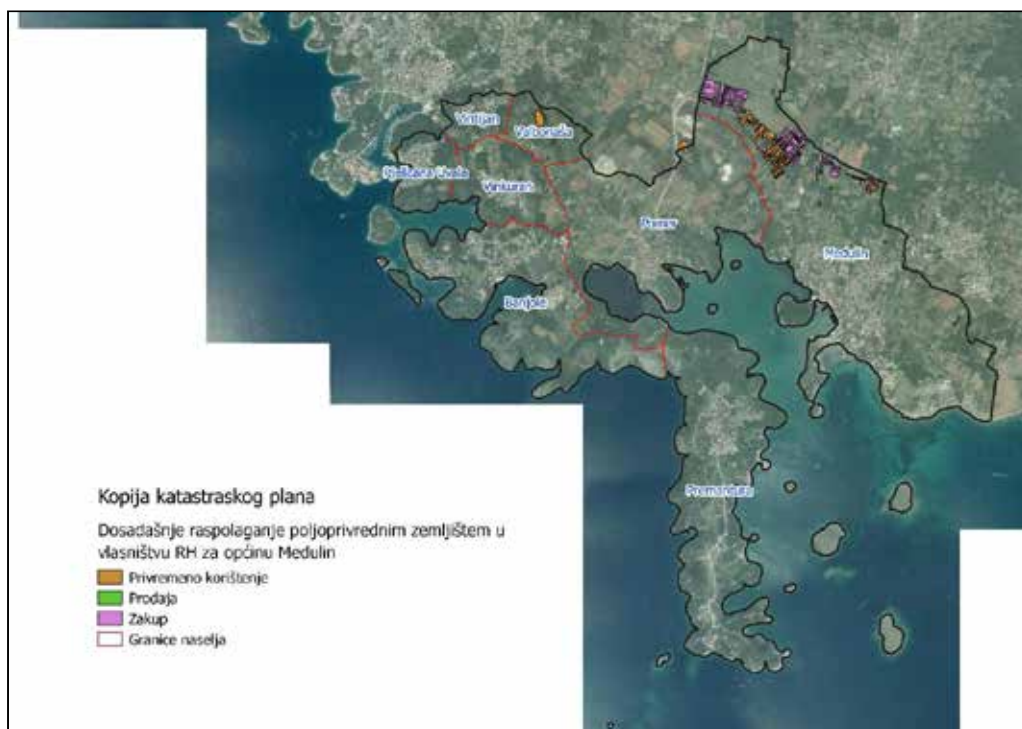 Vintijan
Valbonaša
Pješčana Uvala
Vinkuran
Pomer
Medulin
Banjole
Premantura
Kopija katastraskog plana
Dosadašnje raspolaganje poljoprivrednim zemljištem u
vlasništvu RH za općinu Medulin
Privremeno korištenje
Prodaja
Zakup
Granice naselja